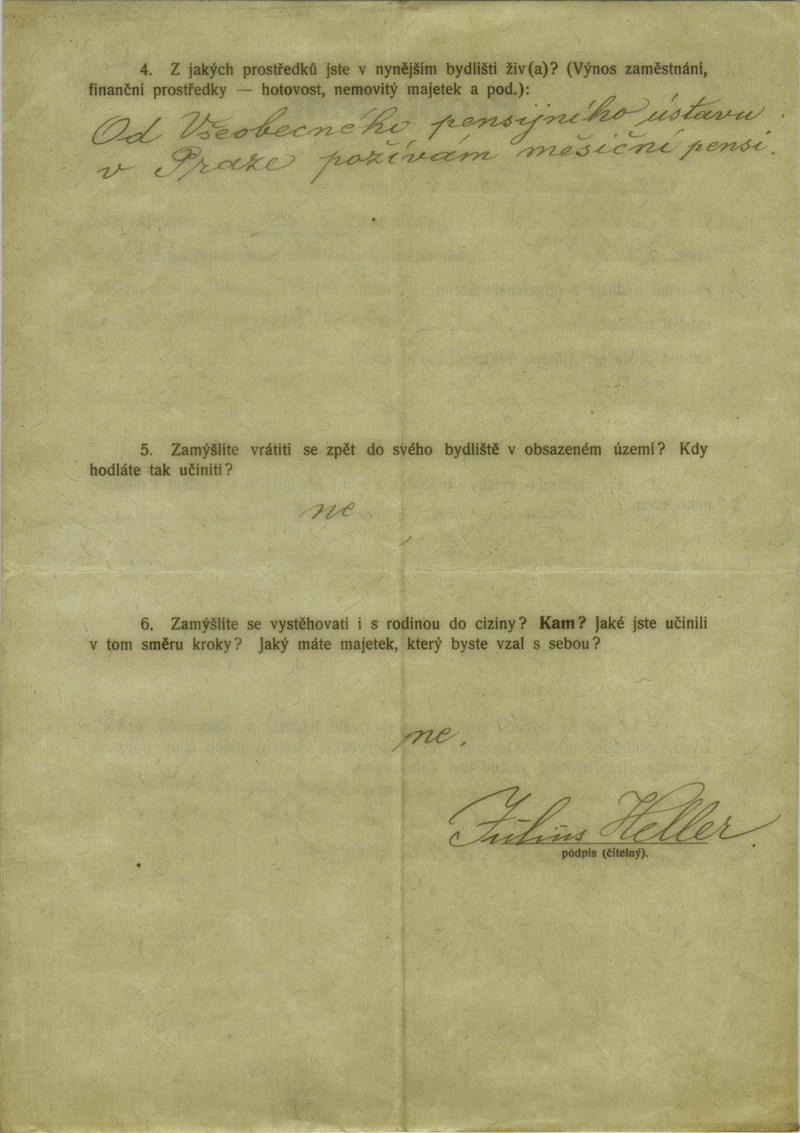 4. Z jakých prostředků jste v nynějším bydlišti živ(a)? (Výnos zaměstnání,
finanční prostředky — hotovost, nemovitý majetek a pod.):
Od Všeobecného pensijního ústavu
v Praze požívám měsíční pensi.
5. Zamýšlíte vrátiti se zpět do svého bydliště v obsazeném území? Kdy
hodláte tak učiniti?
ne
6. Zamýšlíte se vystěhovati i s rodinou do ciziny? Kam? Jaké jste učinili
v tom směru kroky? Jaký máte majetek, který byste vzal s sebou?
ne.
Julius Heller.
podpis (čitelný).